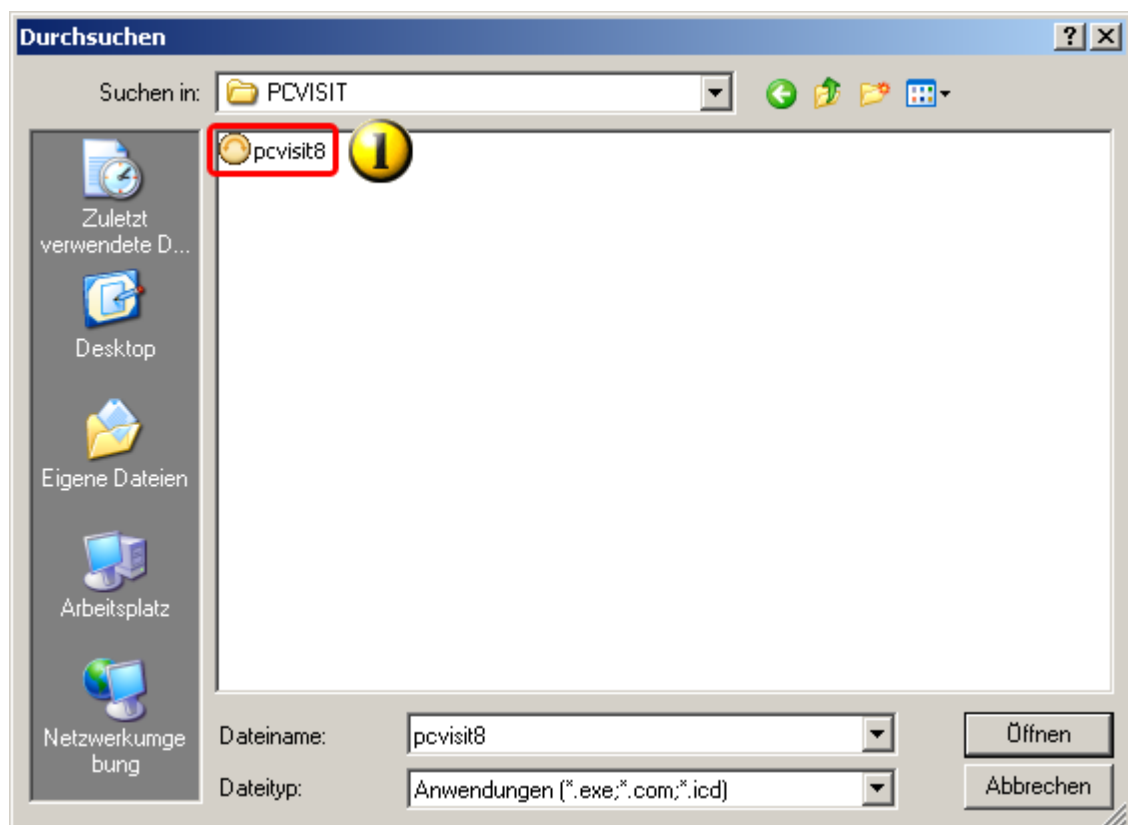 Durchsuchen
Suchen in: PCVISIT
pcvisit8
1
Zuletzt
verwendete D...
Desktop
Eigene Dateien
Arbeitsplatz
Netzwerkumge
bung
Dateiname: pcvisit8 Öffnen
Dateityp: Anwendungen (*.exe;*.com;*.icd) Abbrechen